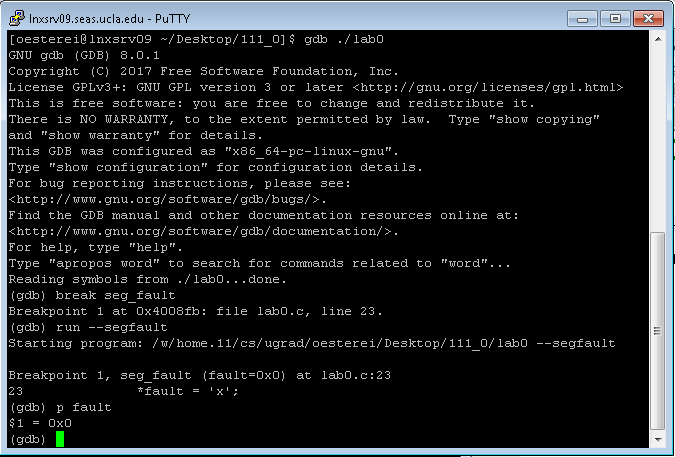 lnxsrv09.seas.ucla.edu - PuTTY
[oesterei@lnxsrv09 ~/Desktop/111_0]$ gdb ./lab0
GNU gdb (GDB) 8.0.1
Copyright (C) 2017 Free Software Foundation, Inc.
License GPLv3+: GNU GPL version 3 or later <http://gnu.org/licenses/gpl.html>
This is free software: you are free to change and redistribute it.
There is NO WARRANTY, to the extent permitted by law.  Type "show copying"
and "show warranty" for details.
This GDB was configured as "x86_64-pc-linux-gnu".
Type "show configuration" for configuration details.
For bug reporting instructions, please see:
<http://www.gnu.org/software/gdb/bugs/>.
Find the GDB manual and other documentation resources online at:
<http://www.gnu.org/software/gdb/documentation/>.
For help, type "help".
Type "apropos word" to search for commands related to "word"...
Reading symbols from ./lab0...done.
(gdb) break seg_fault
Breakpoint 1 at 0x4008fb: file lab0.c, line 23.
(gdb) run --segfault
Starting program: /w/home.11/cs/ugrad/oesterei/Desktop/111_0/lab0 --segfault
Breakpoint 1, seg_fault (fault=0x0) at lab0.c:23
23              *fault = 'x';
(gdb) p fault
$1 = 0x0
(gdb)